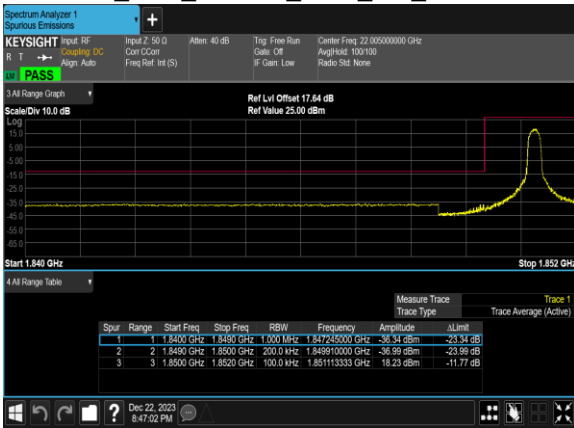 Spectrum Analyzer 1
Spurious Emissions
+
KEYSIGHT Input: RF Input Z: 50 Ω Atten: 40 dB Trig: Free Run Center Freq: 22.005000000 GHz
R T Coupling: DC Corr CCorr Gate: Off Avg|Hold: 100/100
Align: Auto Freq Ref: Int (S) IF Gain: Low Radio Std: None
PASS
3 All Range Graph
Ref Lvl Offset 17.64 dB
Scale/Div 10.0 dB Ref Value 25.00 dBm
Log
15.0
5.00
-5.00
-15.0
-25.0
-35.0
-45.0
-55.0
-65.0
Start 1.840 GHz Stop 1.852 GHz
4 All Range Table
Measure Trace Trace 1
Trace Type Trace Average (Active)
Spur Range Start Freq Stop Freq RBW Frequency Amplitude ΔLimit
1 1 1.8400 GHz 1.8490 GHz 1.000 MHz 1.847245000 GHz -36.34 dBm -23.34 dB
2 2 1.8490 GHz 1.8500 GHz 200.0 kHz 1.849910000 GHz -36.99 dBm -23.99 dB
3 3 1.8500 GHz 1.8520 GHz 100.0 kHz 1.851113333 GHz 18.23 dBm -11.77 dB
? Dec 22, 2023
8:47:02 PM